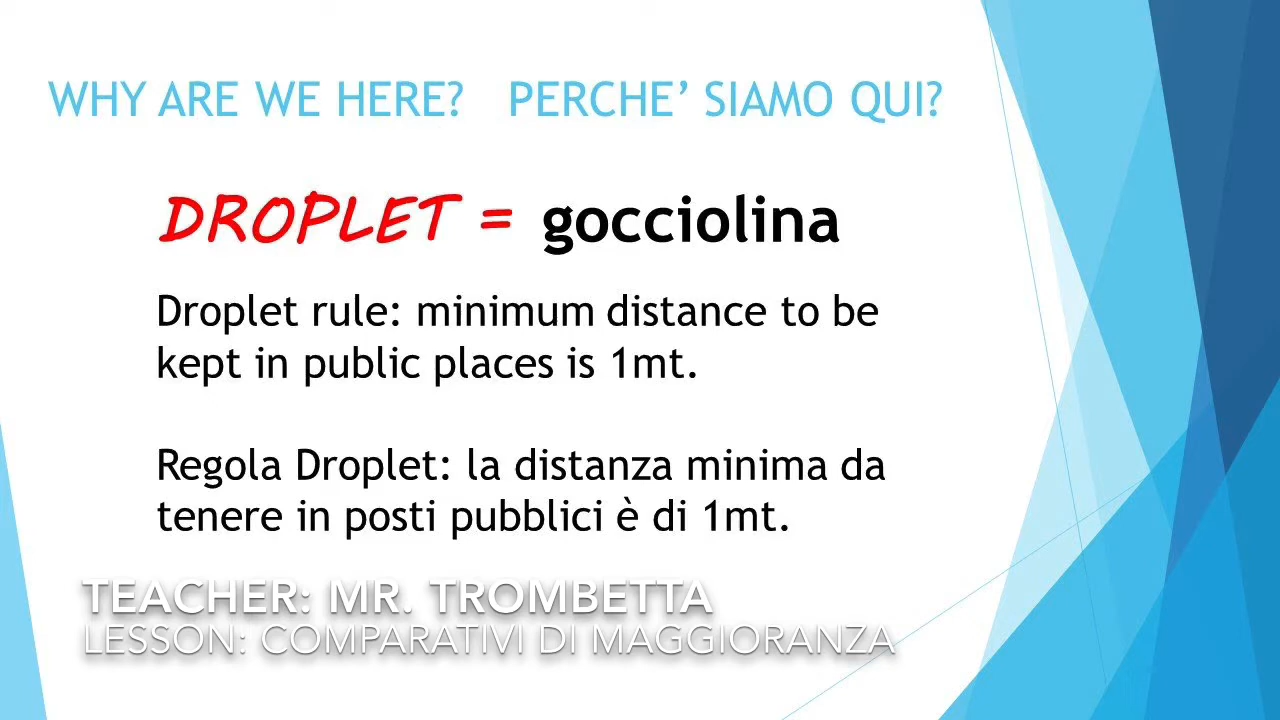 WHY ARE WE HERE? PERCHE’ SIAMO QUI?
DROPLET = gocciolina
Droplet rule: minimum distance to be
kept in public places is 1mt.
Regola Droplet: la distanza minima da
tenere in posti pubblici è di 1mt.
TEACHER: MR. TROMBETTA
LESSON: COMPARATIVI DI MAGGIORANZA